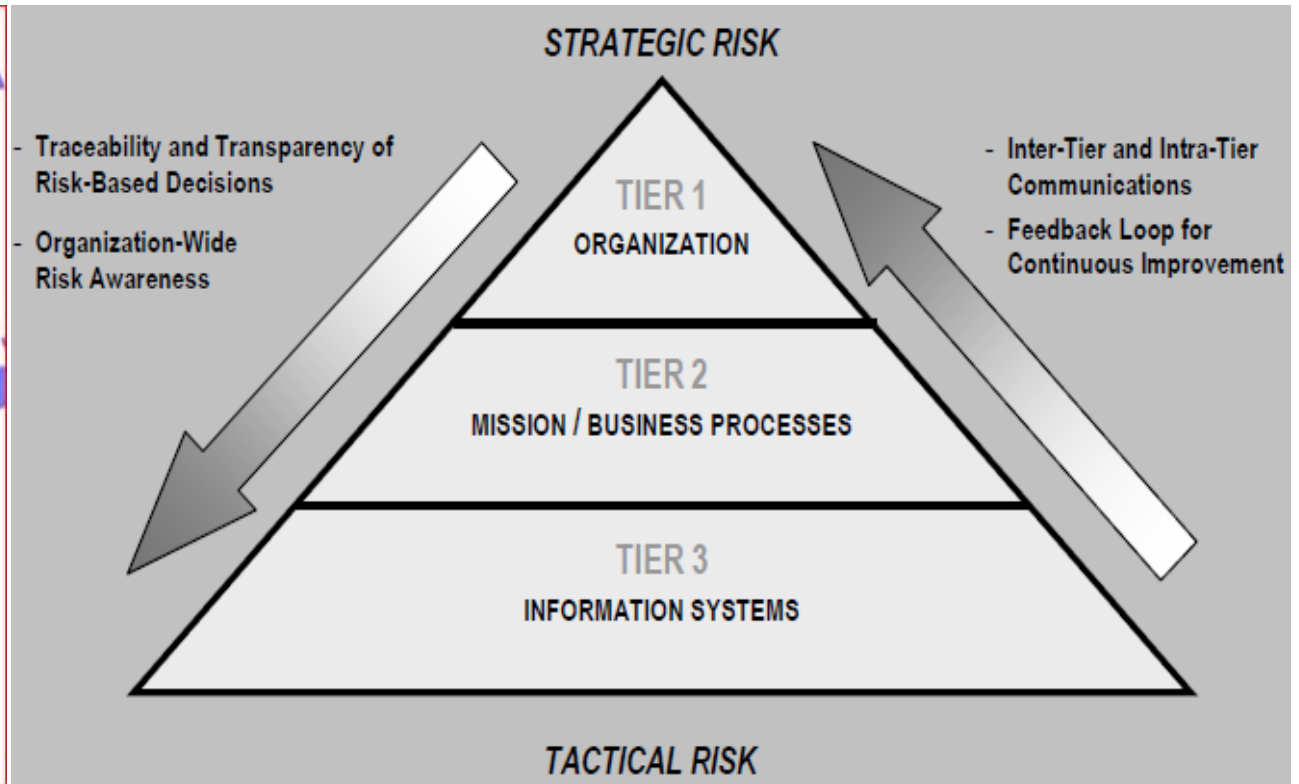 STRATEGIC RISK
- Traceability and Transparency of
Risk-Based Decisions
- Organization-Wide
Risk Awareness
- Inter-Tier and Intra-Tier
Communications
- Feedback Loop for
Continuous Improvement
TIER 1
ORGANIZATION
TIER 2
MISSION / BUSINESS PROCESSES
TIER 3
INFORMATION SYSTEMS
TACTICAL RISK